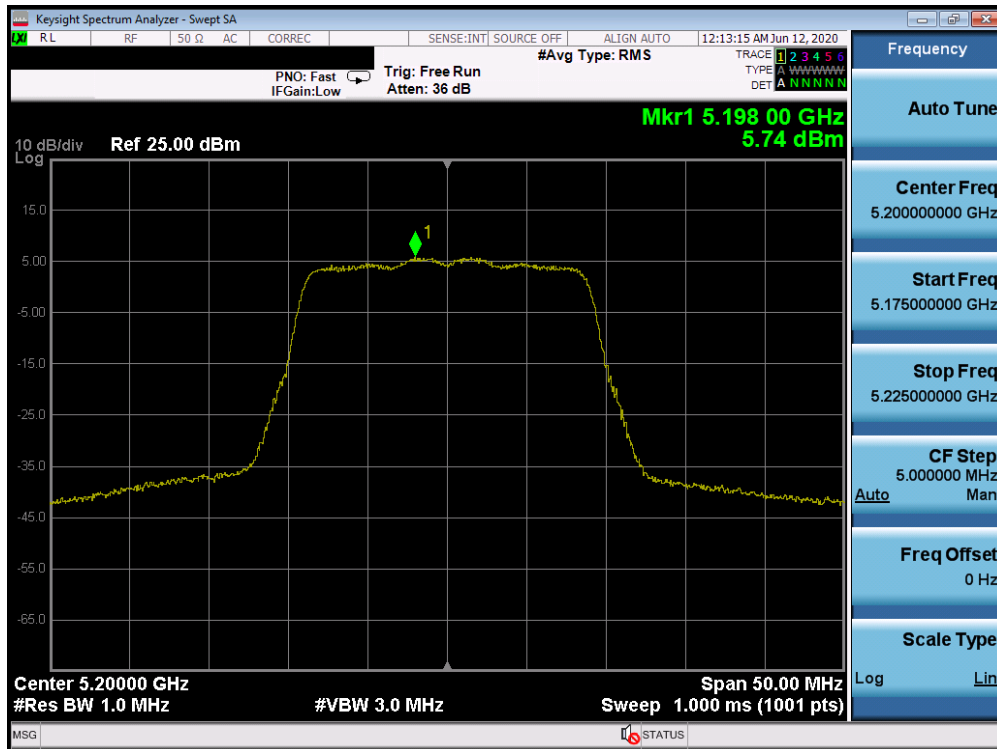 Keysight Spectrum Analyzer - Swept SA
LXI RL RF 50 Ω AC CORREC SENSE:INT SOURCE OFF ALIGN AUTO 12:13:15 AM Jun 12, 2020
#Avg Type: RMS
PNO: Fast Trig: Free Run
IFGain:Low Atten: 36 dB
TRACE 1 2 3 4 5 6
TYPE A WWWWW
DET A N N N N N
Mkr1 5.198 00 GHz
5.74 dBm
10 dB/div Ref 25.00 dBm
Log
15.0
1
5.00
-5.00
-15.0
-25.0
-35.0
-45.0
-55.0
-65.0
Center 5.20000 GHz Span 50.00 MHz
#Res BW 1.0 MHz #VBW 3.0 MHz Sweep 1.000 ms (1001 pts)
MSG STATUS
Frequency
Auto Tune
Center Freq
5.200000000 GHz
Start Freq
5.175000000 GHz
Stop Freq
5.225000000 GHz
CF Step
5.000000 MHz
Auto Man
Freq Offset
0 Hz
Scale Type
Log Lin